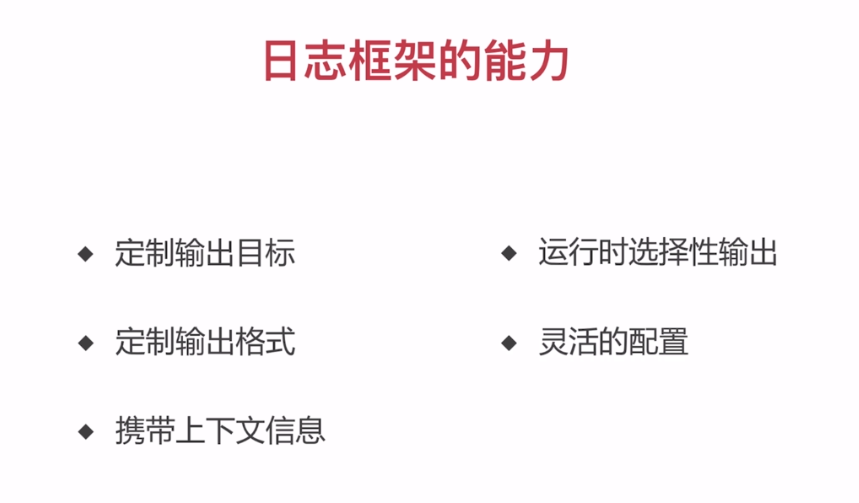 日志框架的能力
◆ 定制输出目标
◆ 定制输出格式
◆ 携带上下文信息
◆ 运行时选择性输出
◆ 灵活的配置